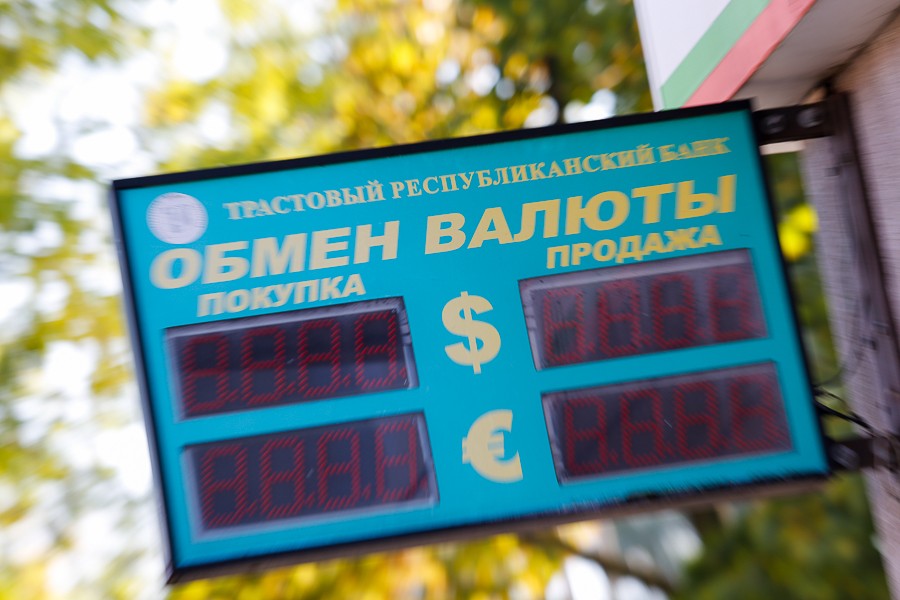 ТРАСТОВЫЙ РЕСПУБЛИКАНСКИЙ БАНК
ОБМЕН ВАЛЮТЫ
ПОКУПКА ПРОДАЖА
$
€